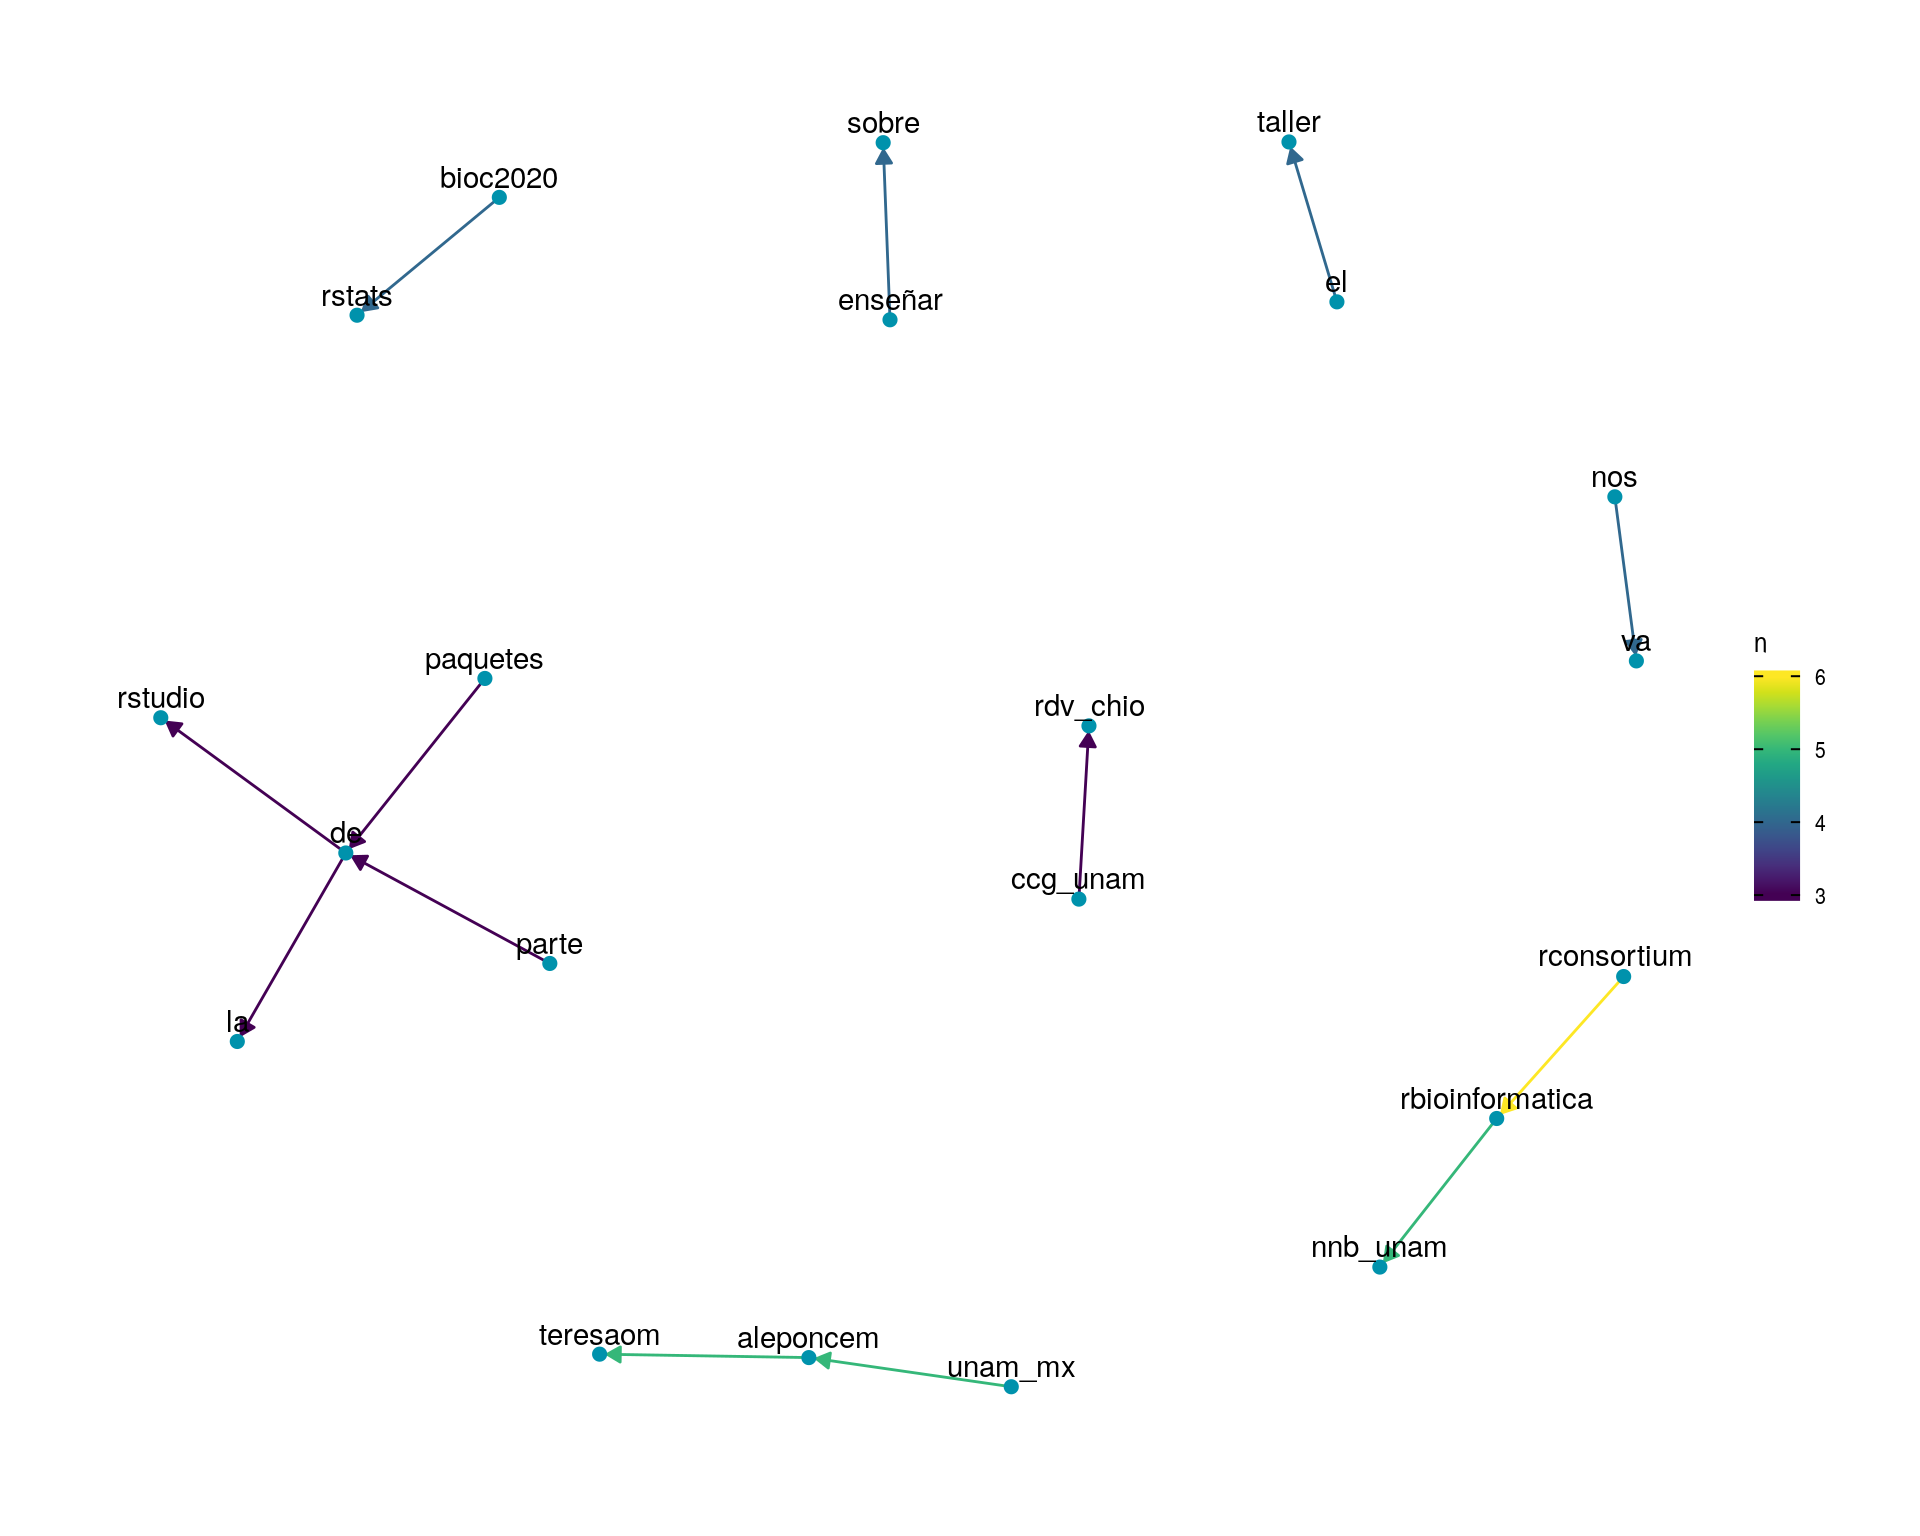 sobre
taller
bioc2020
rstats
enseñar
el
nos
va
paquetes
rstudio
de
parte
la
rdv_chio
ccg_unam
n
6
5
4
3
rconsortium
rbioinformatica
nnb_unam
teresaom
aleponcem
unam_mx